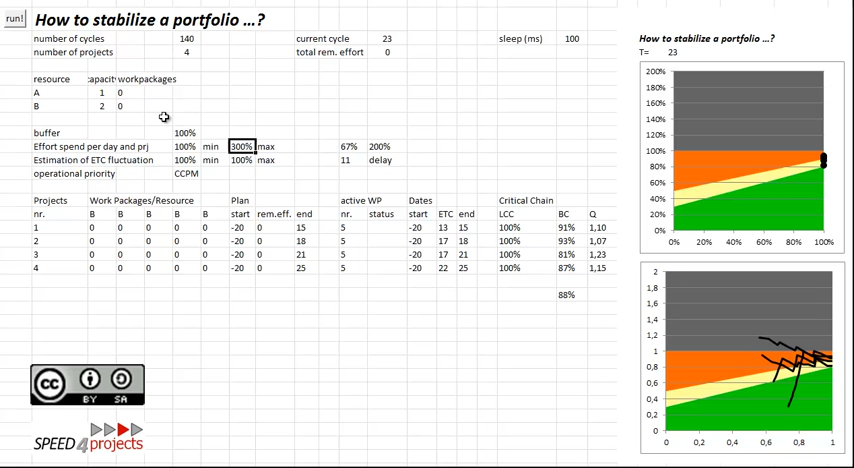 run!
How to stabilize a portfolio ...?
number of cycles 140 current cycle 23 sleep (ms) 100
number of projects 4 total rem. effort 0
resource capacit workpackages
A 1 0
B 2 0
buffer 100%
Effort spend per day and prj 100% min 300% max 67% 200%
Estimation of ETC fluctuation 100% min 100% max 11 delay
operational priority CCPM
Projects Work Packages/Resource Plan active WP Dates Critical Chain
nr. B B B B B start rem.eff. end nr. status start ETC end LCC BC Q
1 0 0 0 0 0 -20 0 15 5 -20 13 15 100% 91% 1,10
2 0 0 0 0 0 -20 0 18 5 -20 17 18 100% 93% 1,07
3 0 0 0 0 0 -20 0 21 5 -20 17 21 100% 81% 1,23
4 0 0 0 0 0 -20 0 25 5 -20 22 25 100% 87% 1,15
88%
cc
BY SA
SPEED4projects
How to stabilize a portfolio ...?
T= 23
200%
180%
160%
140%
120%
100%
80%
60%
40%
20%
0%
0% 20% 40% 60% 80% 100%
2
1,8
1,6
1,4
1,2
1
0,8
0,6
0,4
0,2
0
0 0,2 0,4 0,6 0,8 1